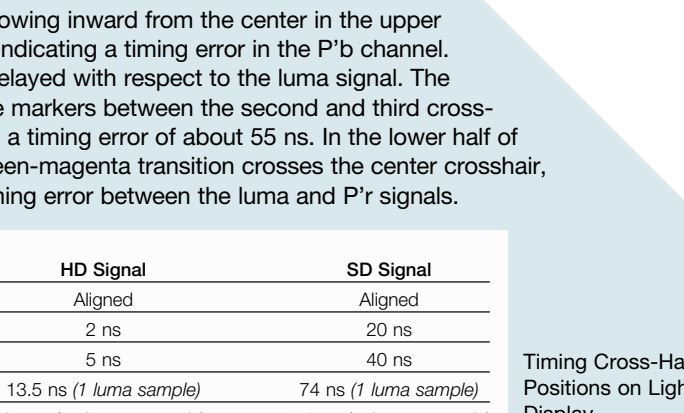 owing inward from the center in the upper
ndicating a timing error in the P'b channel.
elayed with respect to the luma signal. The
e markers between the second and third cross-
a timing error of about 55 ns. In the lower half of
een-magenta transition crosses the center crosshair,
ning error between the luma and P'r signals.
HD Signal SD Signal
Aligned Aligned
2 ns 20 ns
5 ns 40 ns
13.5 ns (1 luma sample) 74 ns (1 luma sample)
Timing Cross-Ha
Positions on Ligh
Display